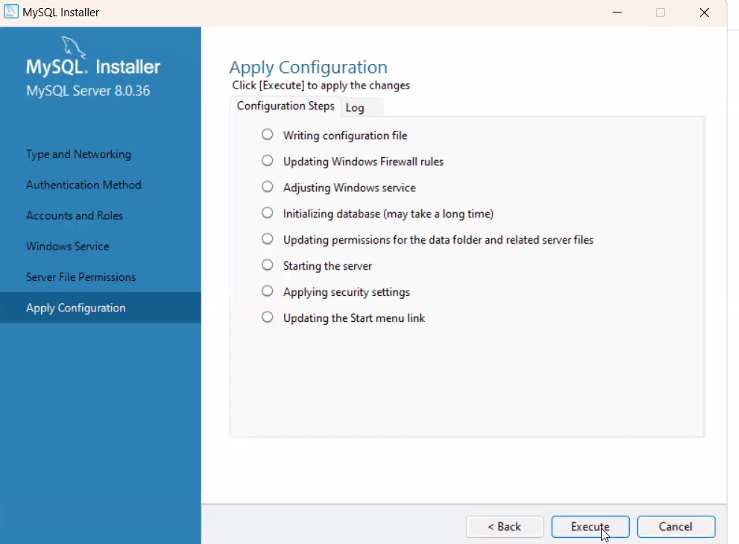 MySQL Installer
MySQL. Installer
MySQL Server 8.0.36
Type and Networking
Authentication Method
Accounts and Roles
Windows Service
Server File Permissions
Apply Configuration
Apply Configuration
Click [Execute] to apply the changes
Configuration Steps Log
Writing configuration file
Updating Windows Firewall rules
Adjusting Windows service
Initializing database (may take a long time)
Updating permissions for the data folder and related server files
Starting the server
Applying security settings
Updating the Start menu link
< Back Execute Cancel